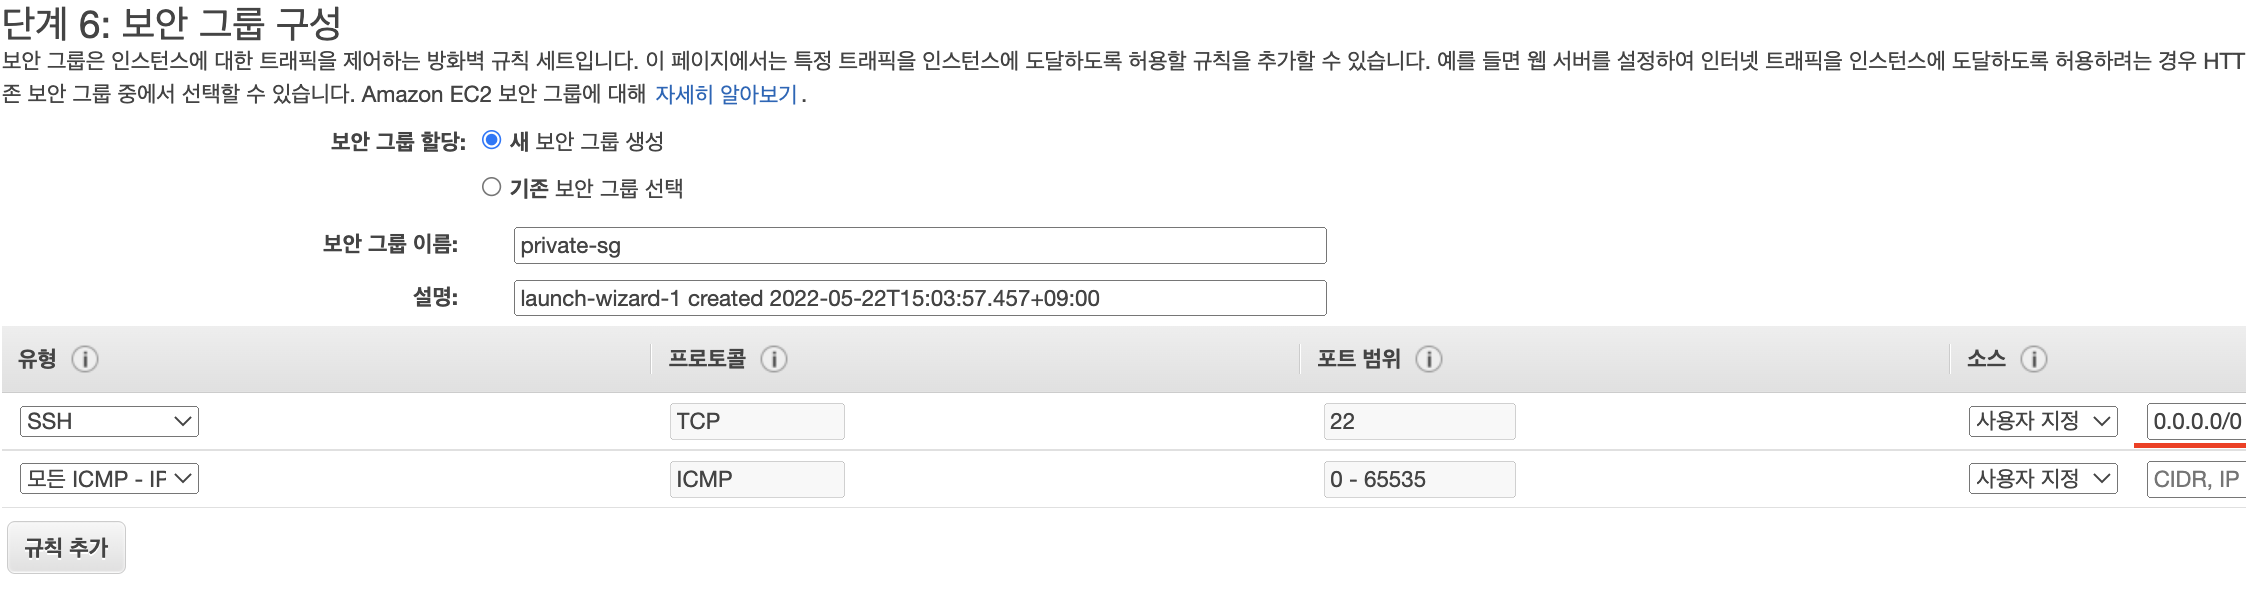 단계 6: 보안 그룹 구성
보안 그룹은 인스턴스에 대한 트래픽을 제어하는 방화벽 규칙 세트입니다. 이 페이지에서는 특정 트래픽을 인스턴스에 도달하도록 허용할 규칙을 추가할 수 있습니다. 예를 들면 웹 서버를 설정하여 인터넷 트래픽을 인스턴스에 도달하도록 허용하려는 경우 HTT
존 보안 그룹 중에서 선택할 수 있습니다. Amazon EC2 보안 그룹에 대해 자세히 알아보기.
보안 그룹 할당: 새 보안 그룹 생성
기존 보안 그룹 선택
보안 그룹 이름: private-sg
설명: launch-wizard-1 created 2022-05-22T15:03:57.457+09:00
유형 i 프로토콜 i 포트 범위 i 소스 i
SSH TCP 22 사용자 지정 0.0.0.0/0
모든 ICMP - IF ICMP 0 - 65535 사용자 지정 CIDR, IP
규칙 추가